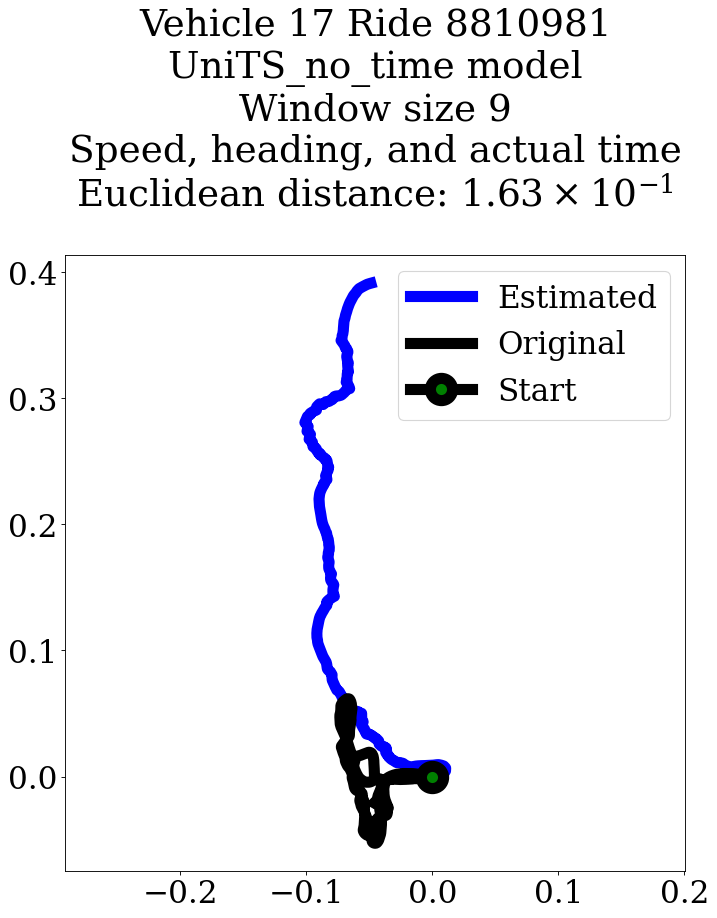 Vehicle 17 Ride 8810981
UniTS_no_time model
Window size 9
Speed, heading, and actual time
Euclidean distance: 1.63 × 10⁻¹
Estimated
Original
Start
0.4
0.3
0.2
0.1
0.0
−0.2 −0.1 0.0 0.1 0.2